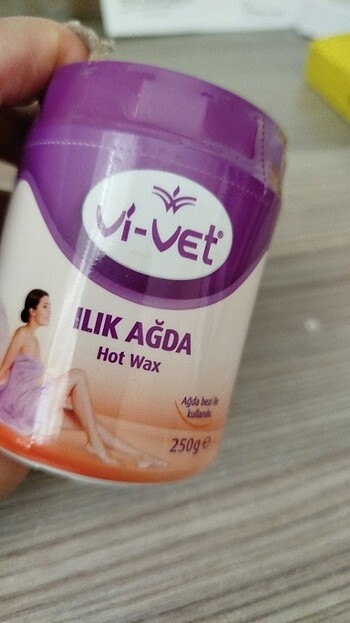 Vi-VET®
ILIK AĞDA
Hot Wax
Ağda bezi ile
kullanılır.
250g ℮